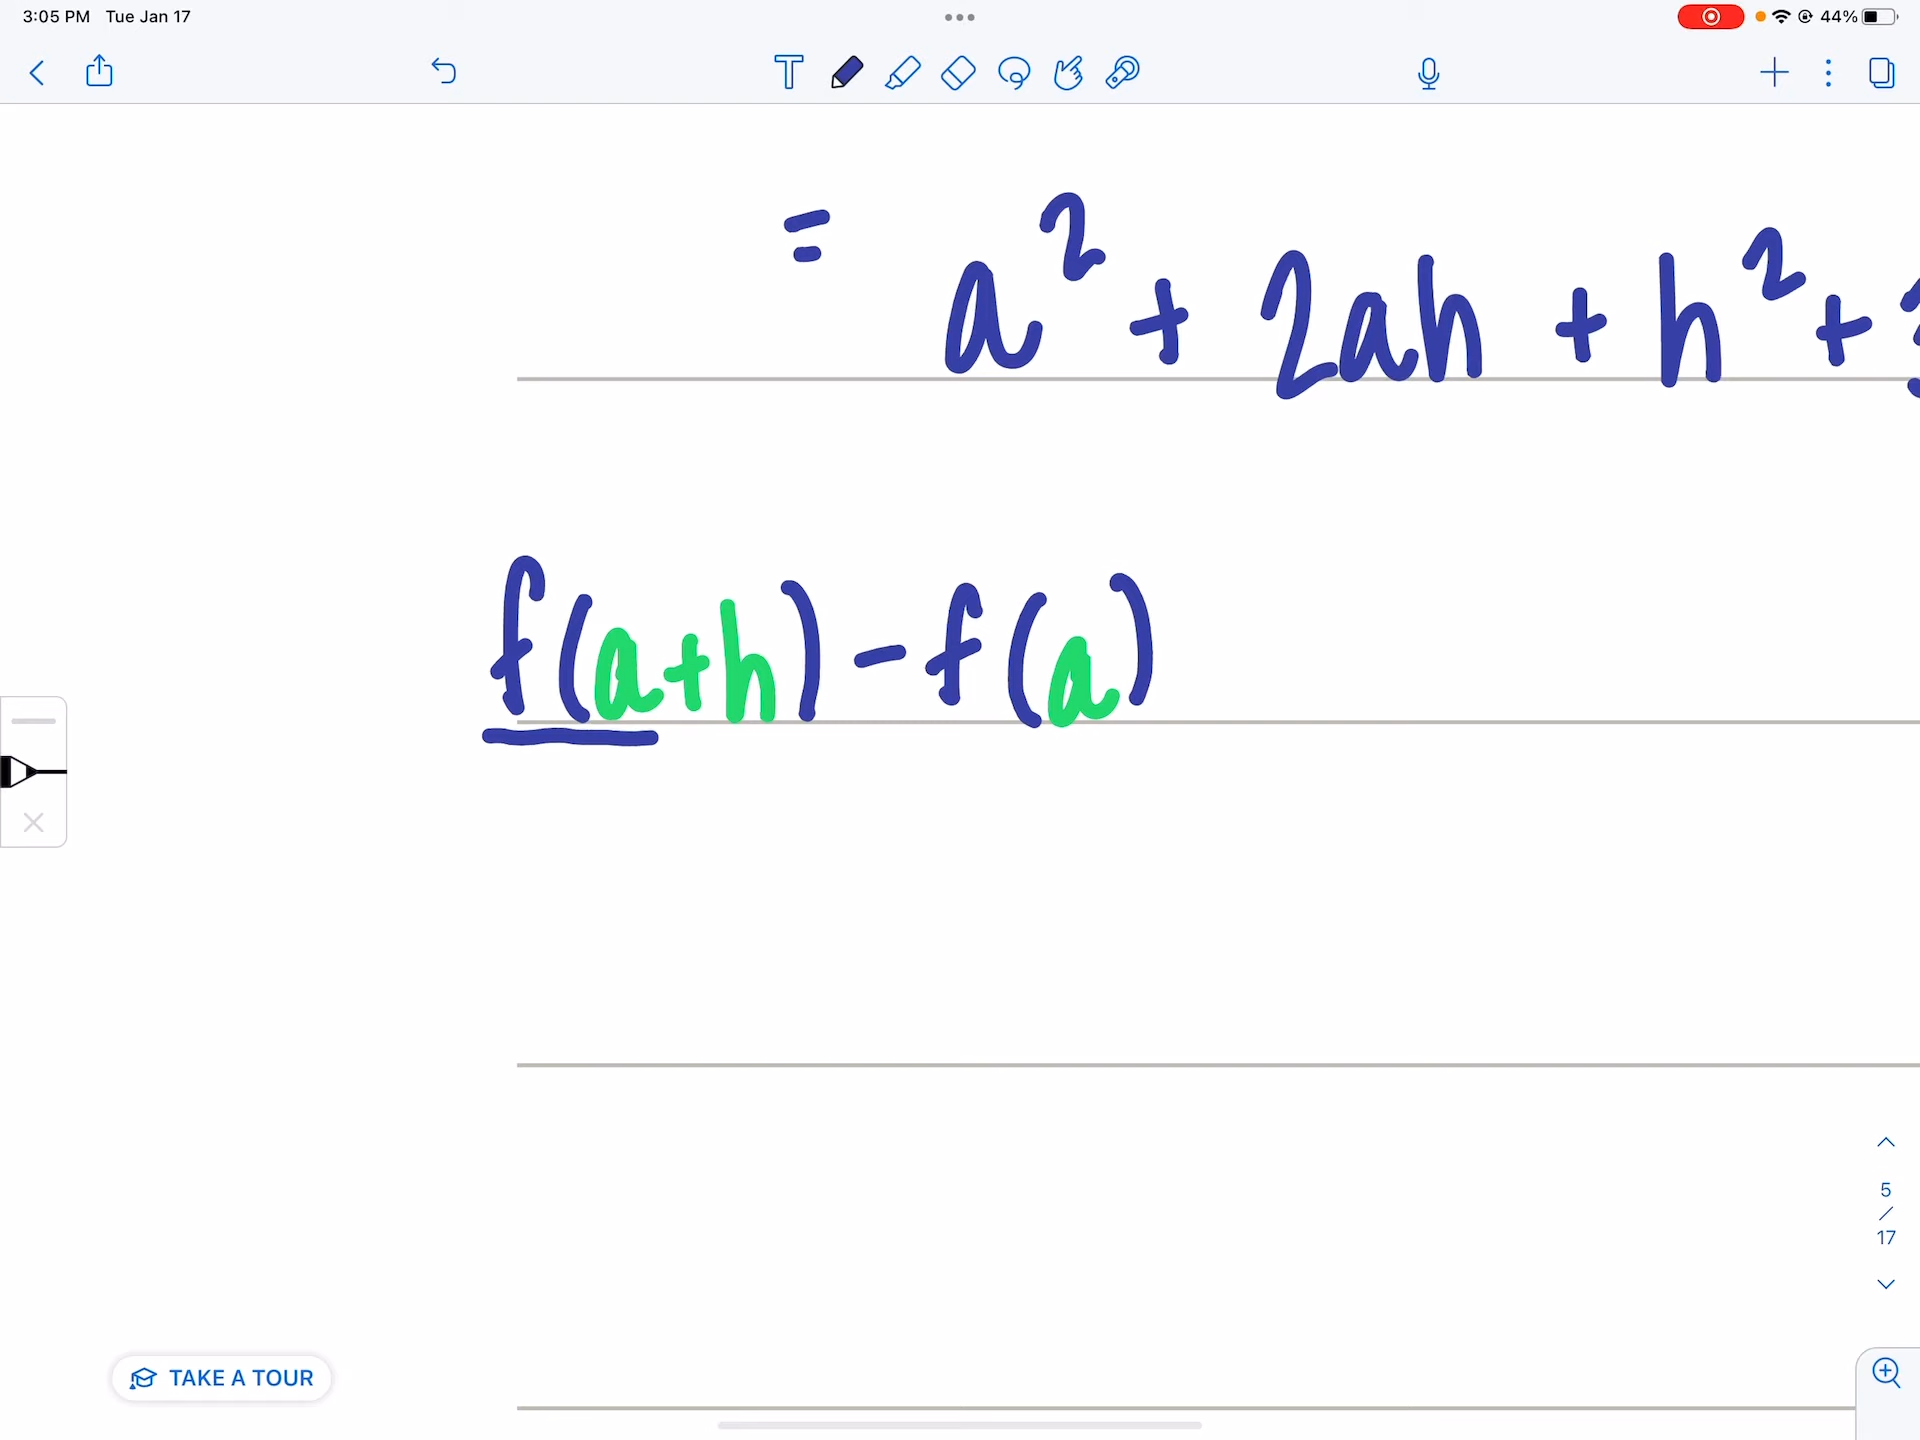 3:05 PM Tue Jan 17
44%
= a² + 2ah + h² +
f(a+h) - f(a)
5
/
17
TAKE A TOUR